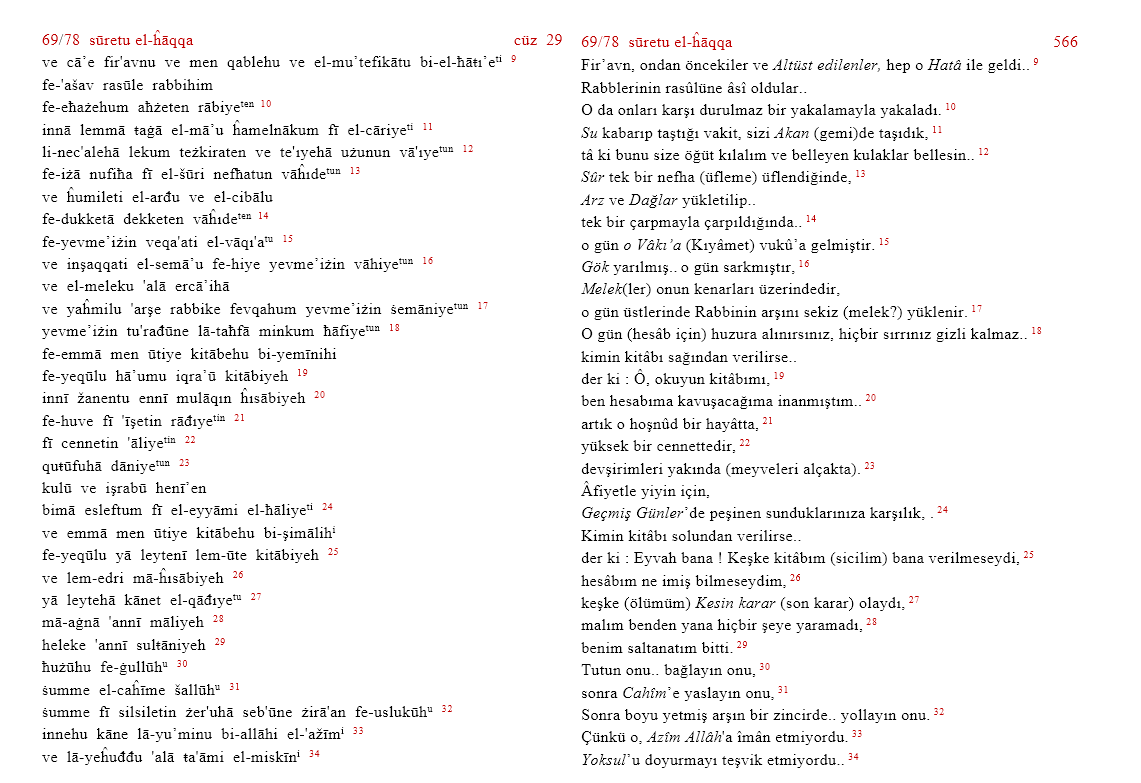 69/78 sūretu el-ĥāqqa cüz 29
ve cā’e fir'avnu ve men qablehu ve el-mu’tefikātu bi-el-ħāŧı’eti 9
fe-'aśav rasūle rabbihim
fe-eħażehum aħżeten rābiyeten 10
innā lemmā ŧaġā el-mā’u ĥamelnākum fī el-cāriyeti 11
li-nec'alehā lekum teżkiraten ve te'ıyehā użunun vā'ıyetun 12
fe-iżā nufiħa fī el-śūri nefħatun vāĥıdetun 13
ve ĥumileti el-arđu ve el-cibālu
fe-dukketā dekketen vāĥıdeten 14
fe-yevme’iżin veqa'ati el-vāqı'atu 15
ve inşaqqati el-semā’u fe-hiye yevme’iżin vāhiyetun 16
ve el-meleku 'alā ercā’ihā
ve yaĥmilu 'arşe rabbike fevqahum yevme’iżin ŝemāniyetun 17
yevme’iżin tu'rađūne lā-taħfā minkum ħāfiyetun 18
fe-emmā men ūtiye kitābehu bi-yemīnihi
fe-yeqūlu hā’umu iqra’ū kitābiyeh 19
innī žanentu ennī mulāqın ĥısābiyeh 20
fe-huve fī 'īşetin rāđıyetin 21
fī cennetin 'āliyetin 22
quŧūfuhā dāniyetun 23
kulū ve işrabū henī’en
bimā esleftum fī el-eyyāmi el-ħāliyeti 24
ve emmā men ūtiye kitābehu bi-şimālihi
fe-yeqūlu yā leytenī lem-ūte kitābiyeh 25
ve lem-edri mā-ĥısābiyeh 26
yā leytehā kānet el-qāđıyetu 27
mā-aġnā 'annī māliyeh 28
heleke 'annī sulŧāniyeh 29
ħużūhu fe-ġullūhu 30
ŝumme el-caĥīme śallūhu 31
ŝumme fī silsiletin żer'uhā seb'ūne żirā'an fe-uslukūhu 32
innehu kāne lā-yu’minu bi-allāhi el-'ažīmi 33
ve lā-yeĥuđđu 'alā ŧa'āmi el-miskīni 34
69/78 sūretu el-ĥāqqa 566
Fir’avn, ondan öncekiler ve Altüst edilenler, hep o Hatâ ile geldi.. 9
Rabblerinin rasûlüne âsî oldular..
O da onları karşı durulmaz bir yakalamayla yakaladı. 10
Su kabarıp taştığı vakit, sizi Akan (gemi)de taşıdık, 11
tâ ki bunu size öğüt kılalım ve belleyen kulaklar bellesin.. 12
Sûr tek bir nefha (üfleme) üflendiğinde, 13
Arz ve Dağlar yükletilip..
tek bir çarpmayla çarpıldığında.. 14
o gün o Vâkı’a (Kıyâmet) vukû’a gelmiştir. 15
Gök yarılmış.. o gün sarkmıştır, 16
Melek(ler) onun kenarları üzerindedir,
o gün üstlerinde Rabbinin arşını sekiz (melek?) yüklenir. 17
O gün (hesâb için) huzura alınırsınız, hiçbir sırrınız gizli kalmaz.. 18
kimin kitâbı sağından verilirse..
der ki : Ô, okuyun kitâbımı, 19
ben hesabıma kavuşacağıma inanmıştım.. 20
artık o hoşnûd bir hayâtta, 21
yüksek bir cennettedir, 22
devşirimleri yakında (meyveleri alçakta). 23
Âfiyetle yiyin için,
Geçmiş Günler’de peşinen sunduklarınıza karşılık, . 24
Kimin kitâbı solundan verilirse..
der ki : Eyvah bana ! Keşke kitâbım (sicilim) bana verilmeseydi, 25
hesâbım ne imiş bilmeseydim, 26
keşke (ölümüm) Kesin karar (son karar) olaydı, 27
malım benden yana hiçbir şeye yaramadı, 28
benim saltanatım bitti. 29
Tutun onu.. bağlayın onu, 30
sonra Cahîm’e yaslayın onu, 31
Sonra boyu yetmiş arşın bir zincirde.. yollayın onu. 32
Çünkü o, Azîm Allâh'a îmân etmiyordu. 33
Yoksul’u doyurmayı teşvik etmiyordu.. 34